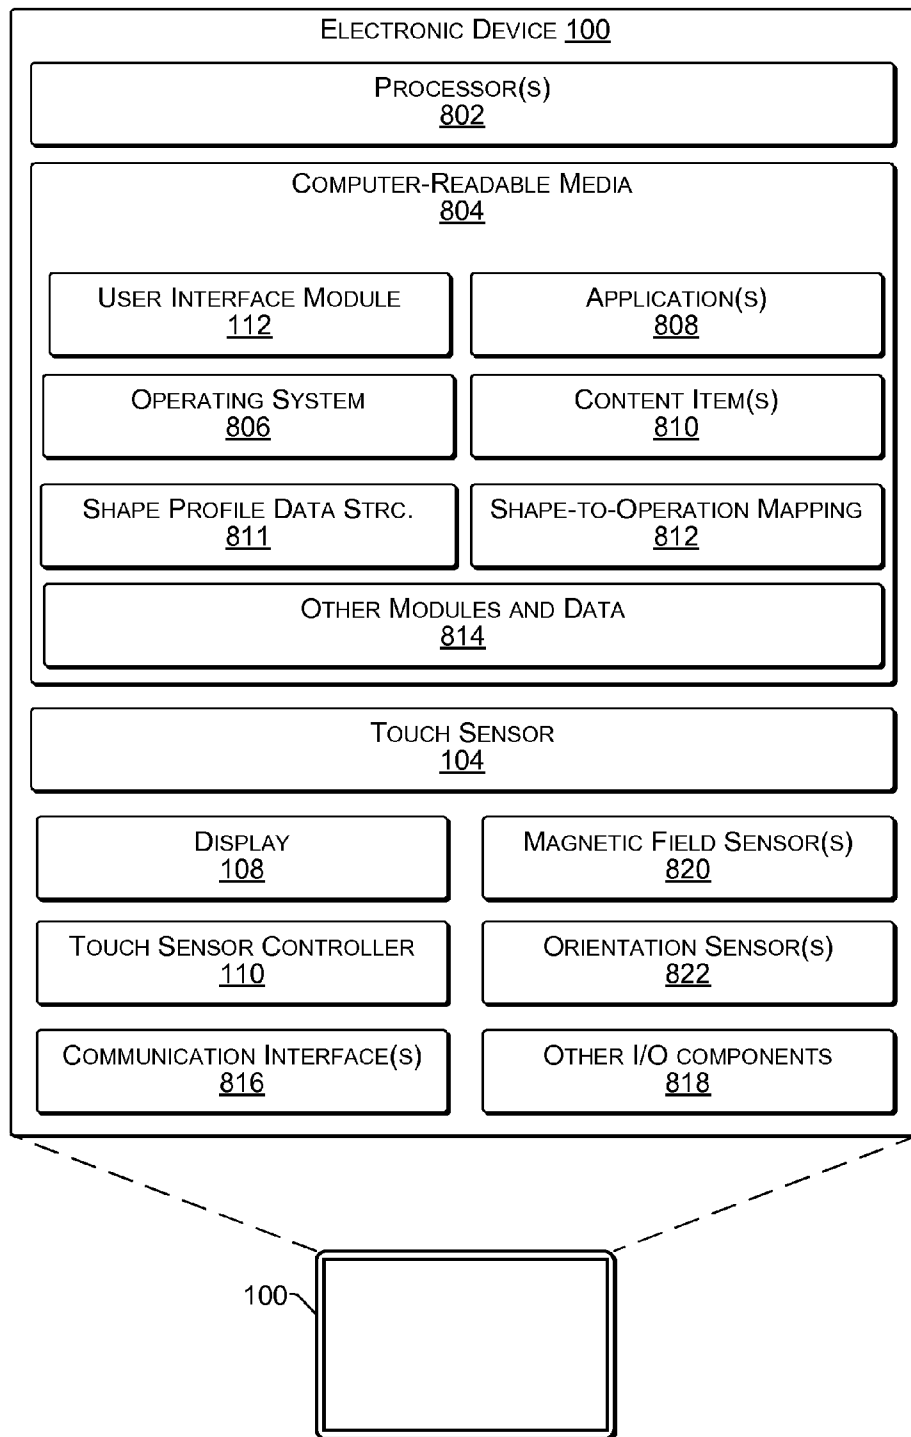 ELECTRONIC DEVICE 100
PROCESSOR(S)
802
COMPUTER-READABLE MEDIA
804
USER INTERFACE MODULE
112
APPLICATION(S)
808
OPERATING SYSTEM
806
CONTENT ITEM(S)
810
SHAPE PROFILE DATA STRC.
811
SHAPE-TO-OPERATION MAPPING
812
OTHER MODULES AND DATA
814
TOUCH SENSOR
104
DISPLAY
108
MAGNETIC FIELD SENSOR(S)
820
TOUCH SENSOR CONTROLLER
110
ORIENTATION SENSOR(S)
822
COMMUNICATION INTERFACE(S)
816
OTHER I/O COMPONENTS
818
100